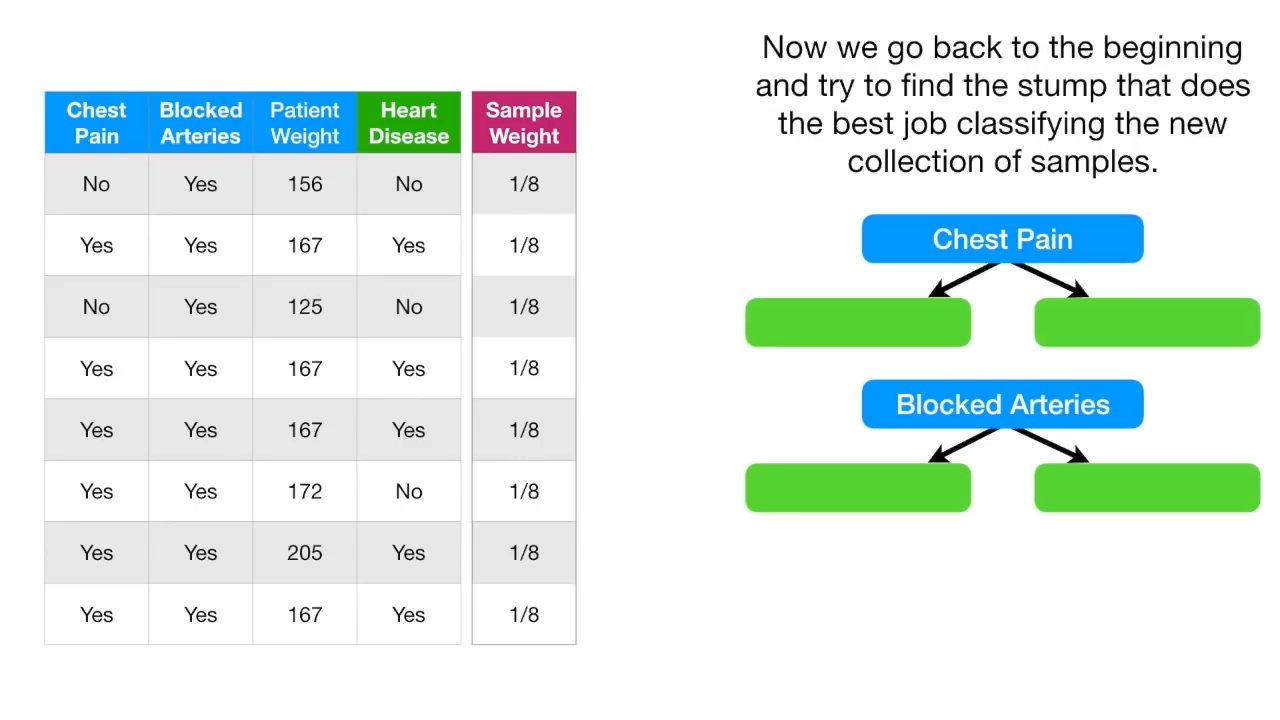 Now we go back to the beginning
and try to find the stump that does
the best job classifying the new
collection of samples.
Chest Pain Blocked Arteries Patient Weight Heart Disease Sample Weight
No Yes 156 No 1/8
Yes Yes 167 Yes 1/8
No Yes 125 No 1/8
Yes Yes 167 Yes 1/8
Yes Yes 167 Yes 1/8
Yes Yes 172 No 1/8
Yes Yes 205 Yes 1/8
Yes Yes 167 Yes 1/8
Chest Pain
Blocked Arteries